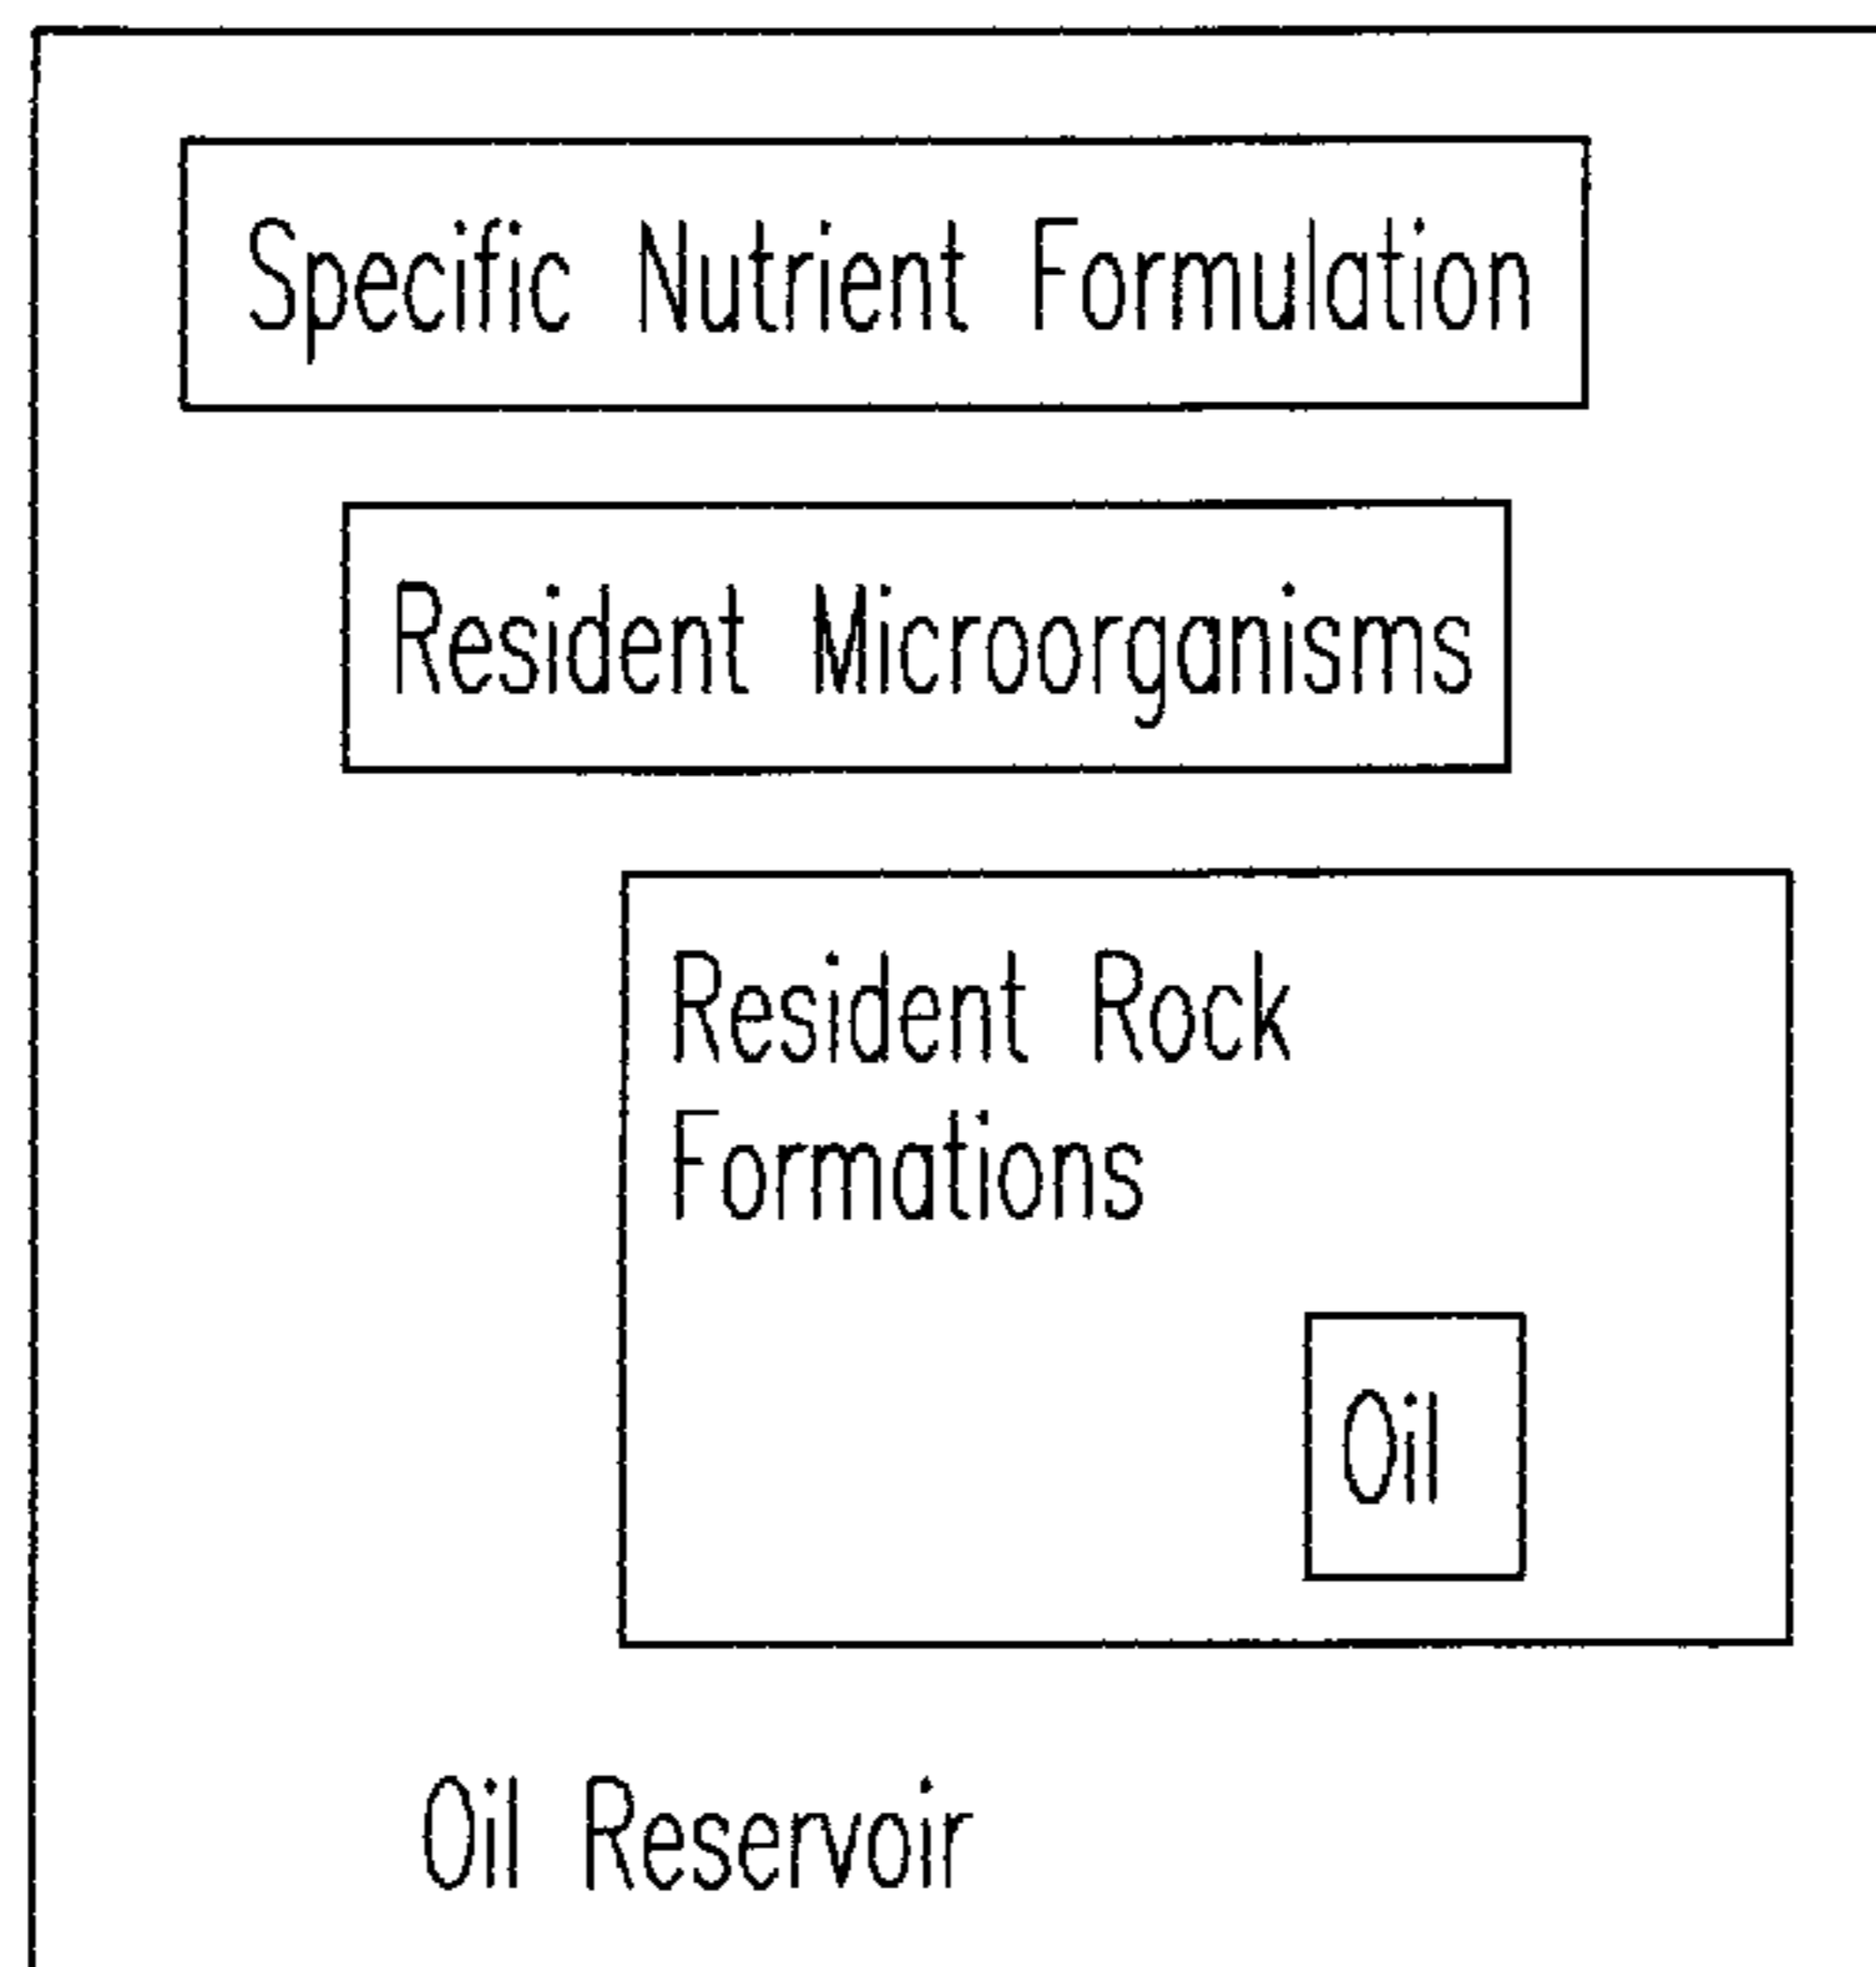 Specific Nutrient Formulation
Resident Microorganisms
Resident Rock
Formations
Oil
Oil Reservoir